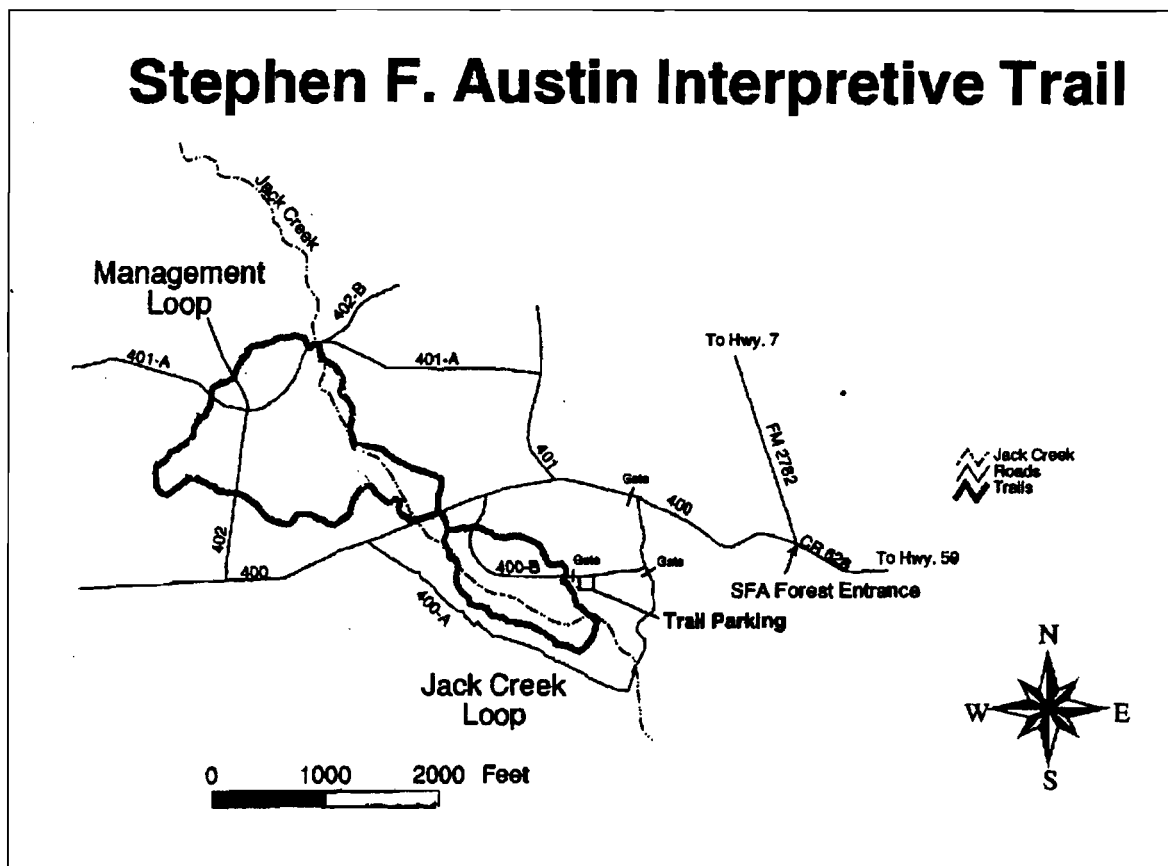 Stephen F. Austin Interpretive Trail
Jack Creek
Management
Loop
402-B
401-A
401-A
To Hwy. 7
FM 2782
401
Jack Creek
Roads
Trails
Gate
400
402
CR 628
To Hwy. 59
400
400-B
Gate
Gate
SFA Forest Entrance
400-A
Trail Parking
Jack Creek
Loop
N
W
E
S
0 1000 2000 Feet